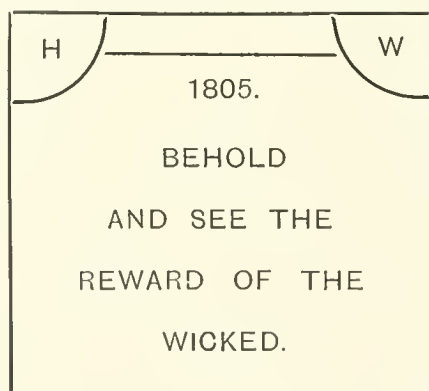 H W
1805.
BEHOLD
AND SEE THE
REWARD OF THE
WICKED.